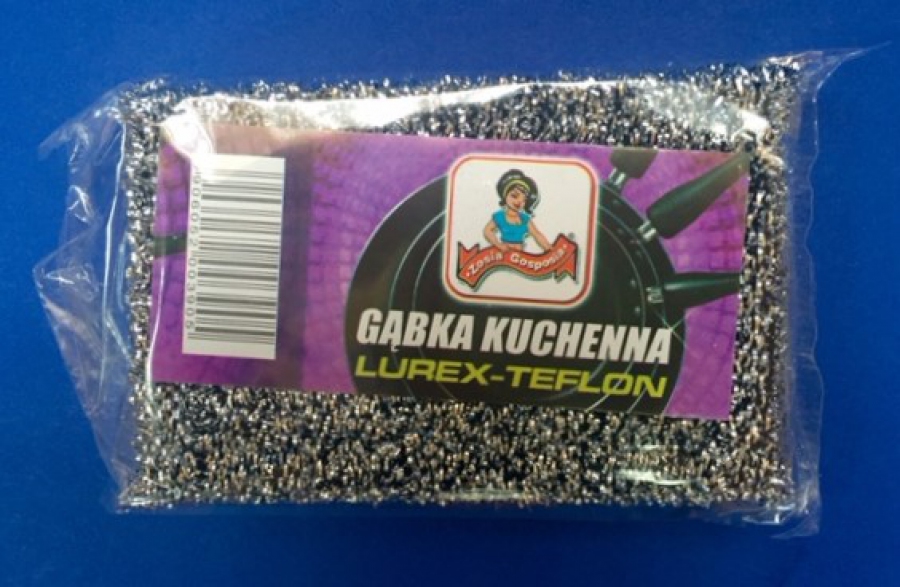 Zosia Gosposia
®
GĄBKA KUCHENNA
LUREX-TEFLON